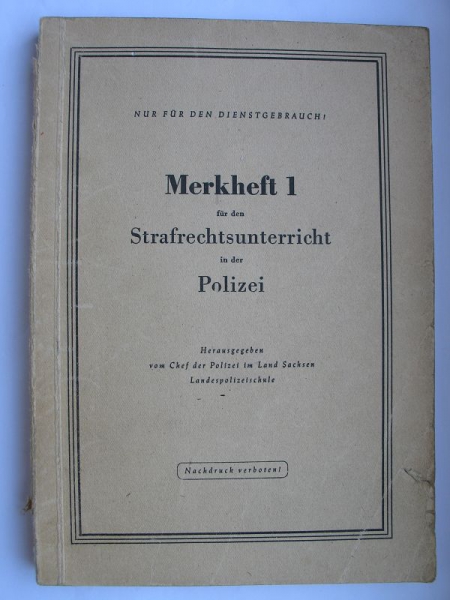 NUR FÜR DEN DIENSTGEBRAUCH!
Merkheft 1
für den
Strafrechtsunterricht
in der
Polizei
Herausgegeben
vom Chef der Polizei im Land Sachsen
Landespolizeischule
Nachdruck verboten!